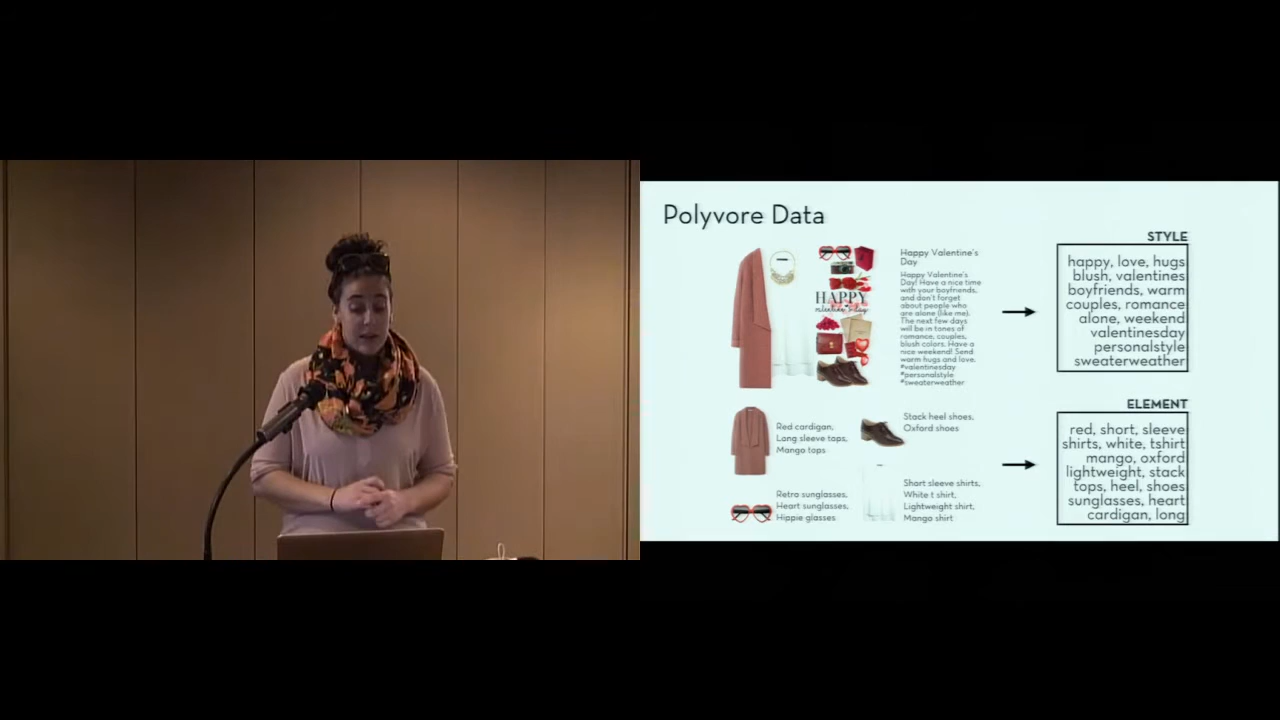 Polyvore Data
HAPPY
Happy Valentine's
Day
Happy Valentine's
Day! Have a nice time
with your boyfriends,
and don't forget
about people who
are alone (like me).
The next few days
will be in tones of
romance, couples,
blush colors. Have a
nice weekend! Send
warm hugs and love.
#valentinesday
#personalstyle
#sweaterweather
STYLE
happy, love, hugs
blush, valentines
boyfriends, warm
couples, romance
alone, weekend
valentinesday
personalstyle
sweaterweather
Red cardigan,
Long sleeve tops,
Mango tops
Stack heel shoes,
Oxford shoes
Retro sunglasses,
Heart sunglasses,
Hippie glasses
Short sleeve shirts,
White t shirt,
Lightweight shirt,
Mango shirt
ELEMENT
red, short, sleeve
shirts, white, tshirt
mango, oxford
lightweight, stack
tops, heel, shoes
sunglasses, heart
cardigan, long